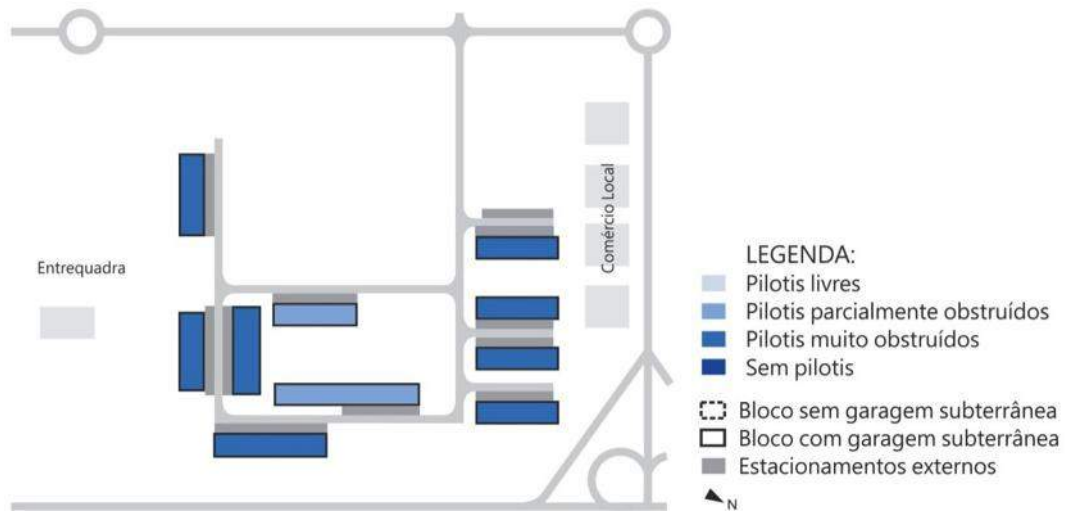 Entrequadra
Comércio Local
LEGENDA:
Pilotis livres
Pilotis parcialmente obstruídos
Pilotis muito obstruídos
Sem pilotis
Bloco sem garagem subterrânea
Bloco com garagem subterrânea
Estacionamentos externos
N